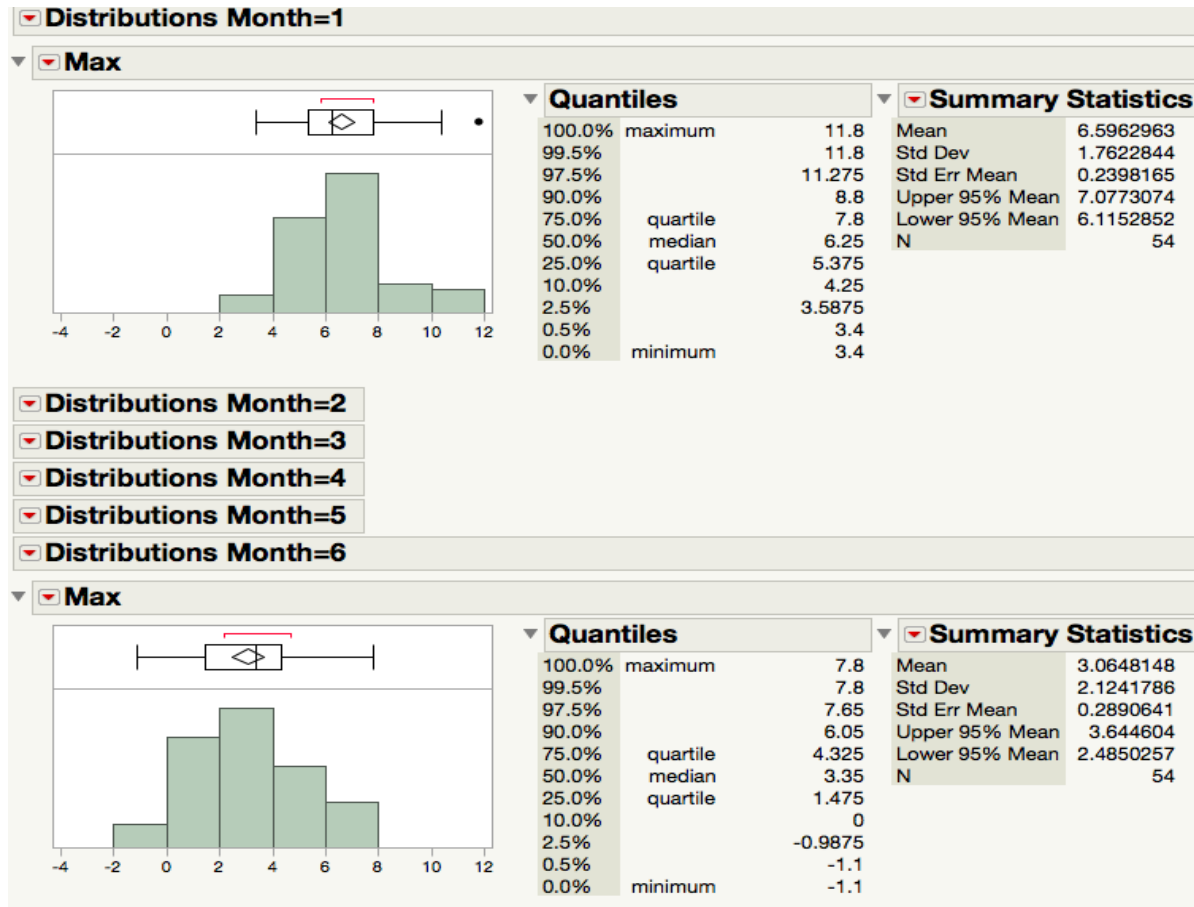 Distributions Month=1
Max
Quantiles
100.0% maximum 11.8
99.5% 11.8
97.5% 11.275
90.0% 8.8
75.0% quartile 7.8
50.0% median 6.25
25.0% quartile 5.375
10.0% 4.25
2.5% 3.5875
0.5% 3.4
0.0% minimum 3.4
Summary Statistics
Mean 6.5962963
Std Dev 1.7622844
Std Err Mean 0.2398165
Upper 95% Mean 7.0773074
Lower 95% Mean 6.1152852
N 54
-4 -2 0 2 4 6 8 10 12
Distributions Month=2
Distributions Month=3
Distributions Month=4
Distributions Month=5
Distributions Month=6
Max
Quantiles
100.0% maximum 7.8
99.5% 7.8
97.5% 7.65
90.0% 6.05
75.0% quartile 4.325
50.0% median 3.35
25.0% quartile 1.475
10.0% 0
2.5% -0.9875
0.5% -1.1
0.0% minimum -1.1
Summary Statistics
Mean 3.0648148
Std Dev 2.1241786
Std Err Mean 0.2890641
Upper 95% Mean 3.644604
Lower 95% Mean 2.4850257
N 54
-4 -2 0 2 4 6 8 10 12